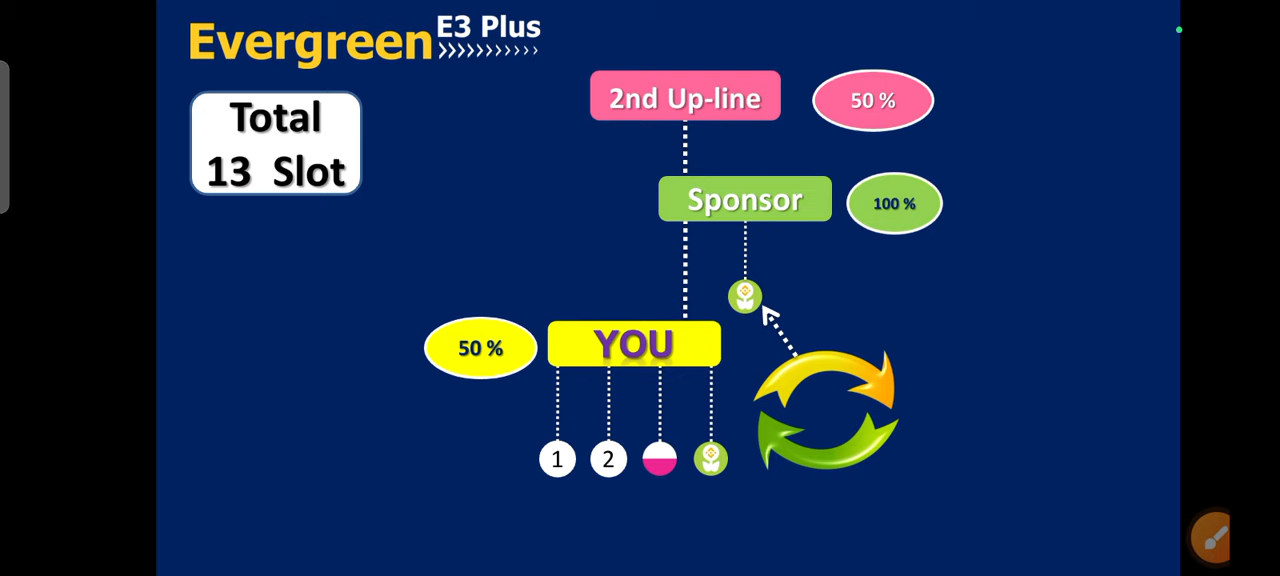 Evergreen E3 Plus
Total
13 Slot
2nd Up-line
50 %
Sponsor
100 %
50 %
YOU
1
2